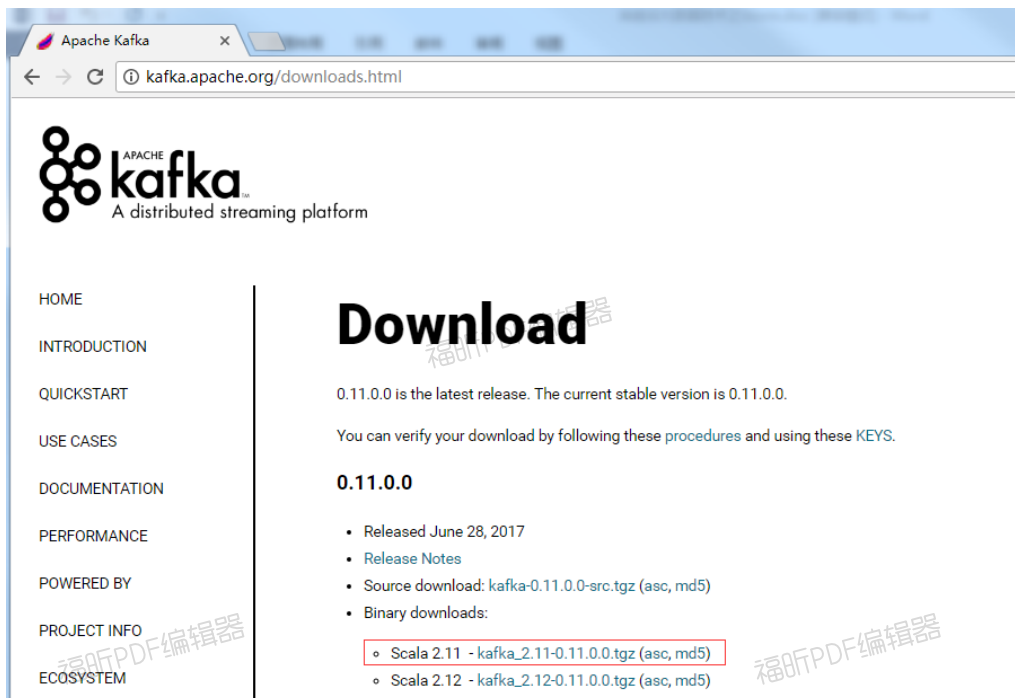 Apache Kafka
kafka.apache.org/downloads.html
APACHE
kafka™
A distributed streaming platform
HOME
INTRODUCTION
QUICKSTART
USE CASES
DOCUMENTATION
PERFORMANCE
POWERED BY
PROJECT INFO
ECOSYSTEM
Download
0.11.0.0 is the latest release. The current stable version is 0.11.0.0.
You can verify your download by following these procedures and using these KEYS.
0.11.0.0
Released June 28, 2017
Release Notes
Source download: kafka-0.11.0.0-src.tgz (asc, md5)
Binary downloads:
Scala 2.11 - kafka_2.11-0.11.0.0.tgz (asc, md5)
Scala 2.12 - kafka_2.12-0.11.0.0.tgz (asc, md5)
福昕PDF编辑器
福昕PDF编辑器
福昕PDF编辑器